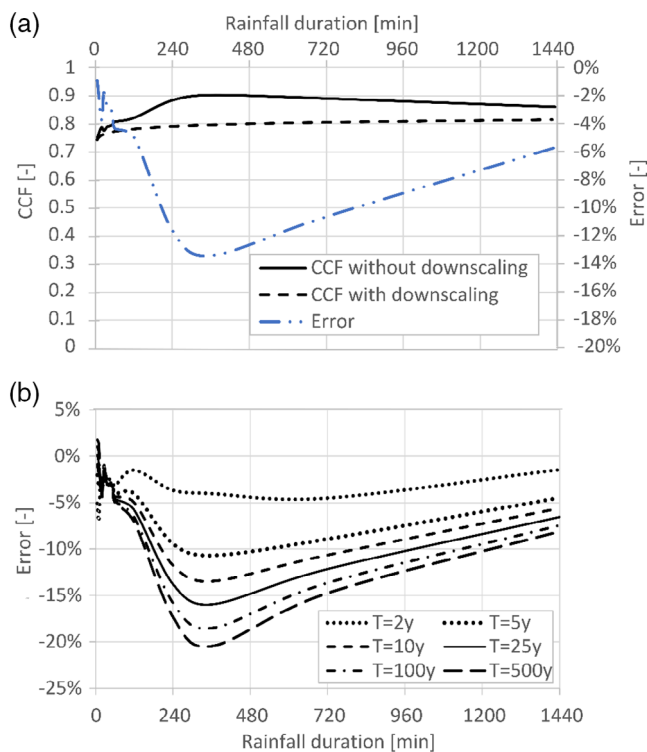 (a)
Rainfall duration [min]
0 240 480 720 960 1200 1440
1 0%
0.9 -2%
0.8 -4%
0.7 -6%
0.6 -8%
0.5 -10%
0.4 -12%
0.3 -14%
0.2 -16%
0.1 -18%
0 -20%
CCF [-]
Error [-]
CCF without downscaling
CCF with downscaling
Error
(b)
5%
0%
-5%
-10%
-15%
-20%
-25%
Error [-]
T=2y T=5y
T=10y T=25y
T=100y T=500y
0 240 480 720 960 1200 1440
Rainfall duration [min]